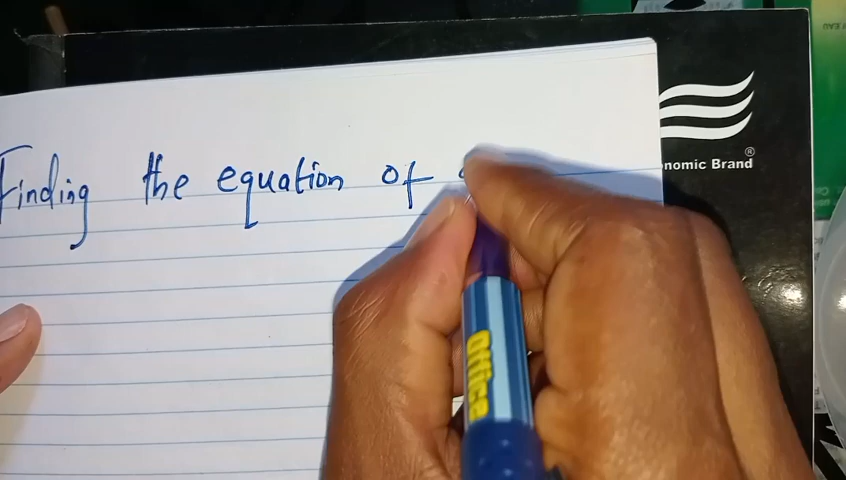 Finding the equation of
nomic Brand
®
Office